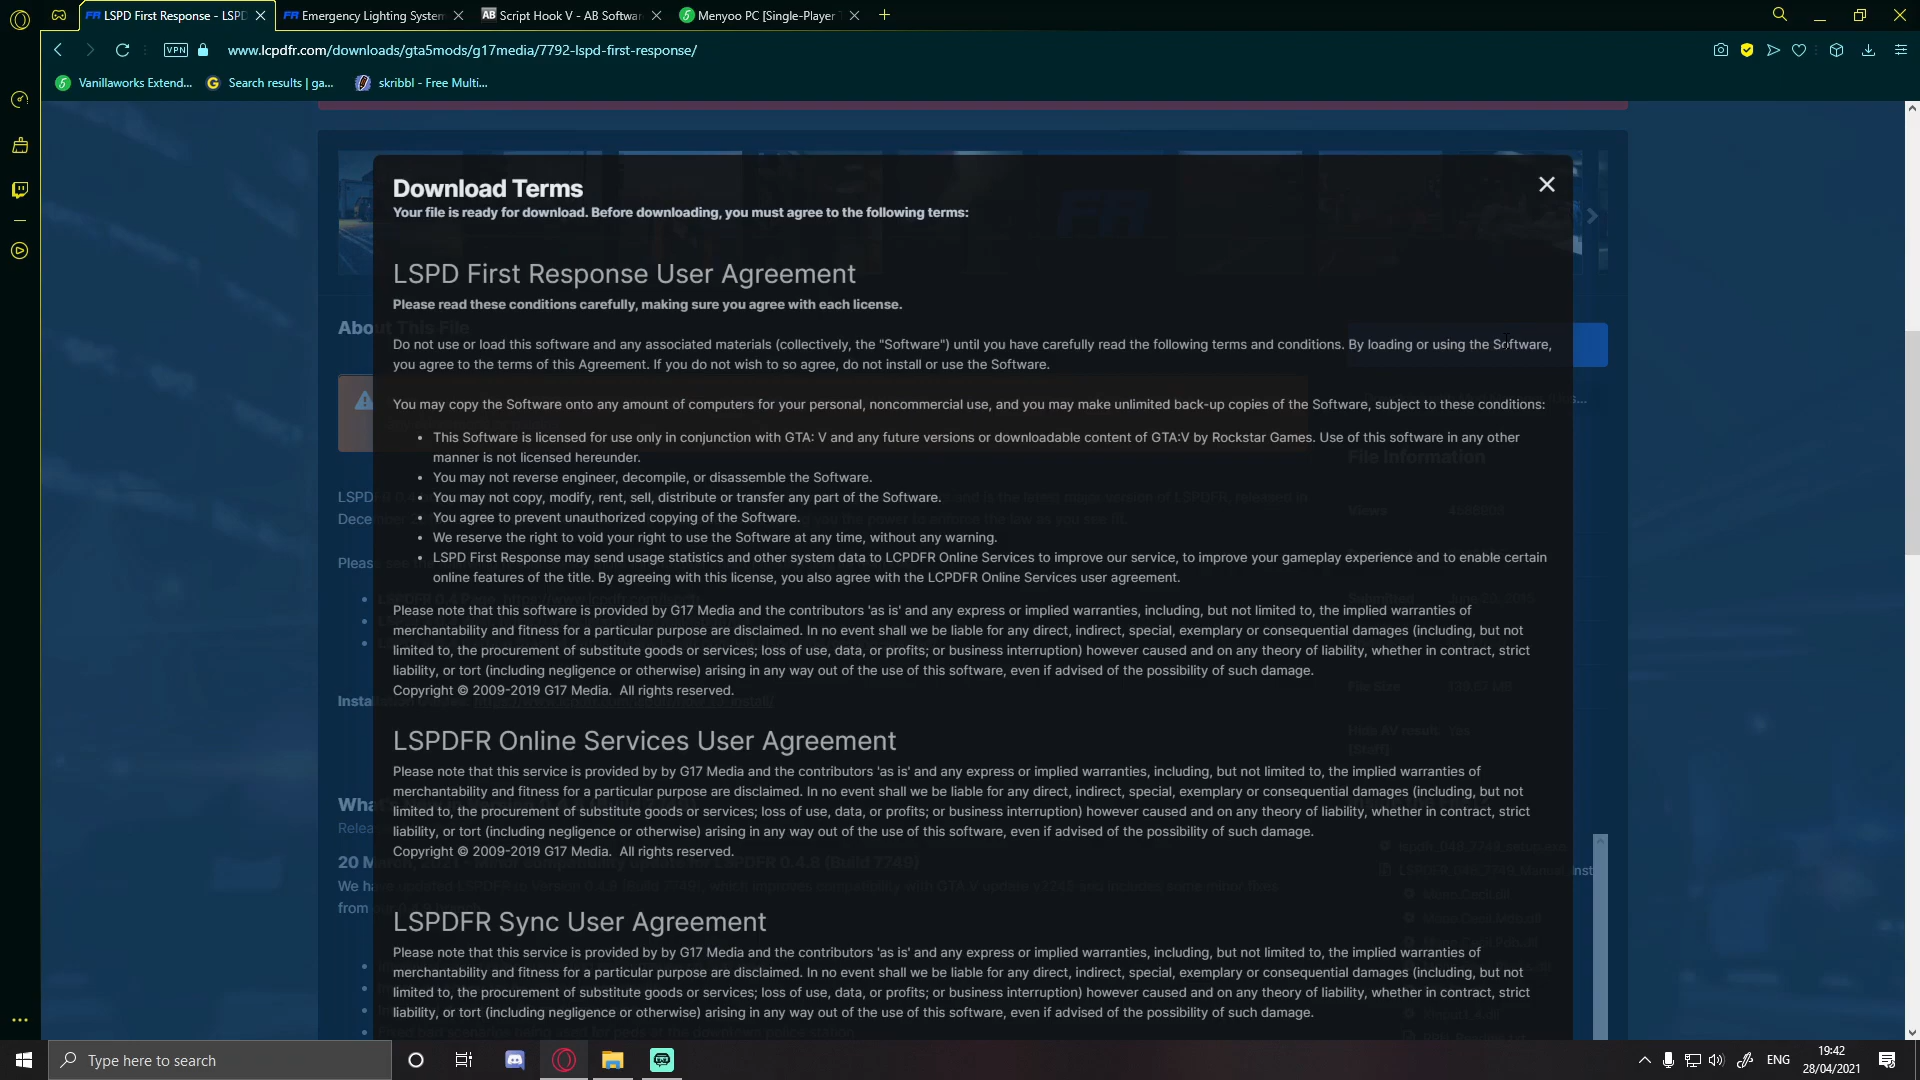 LSPD First Response - LSPD
Emergency Lighting System
AB Script Hook V - AB Softwar
5 Menyoo PC [Single-Player T
VPN
www.lcpdfr.com/downloads/gta5mods/g17media/7792-lspd-first-response/
5 Vanillaworks Extend...
G Search results | ga...
skribbl - Free Multi...
Download Terms
Your file is ready for download. Before downloading, you must agree to the following terms:
LSPD First Response User Agreement
Please read these conditions carefully, making sure you agree with each license.
About This File
Do not use or load this software and any associated materials (collectively, the "Software") until you have carefully read the following terms and conditions. By loading or using the Software,
you agree to the terms of this Agreement. If you do not wish to so agree, do not install or use the Software.
You may copy the Software onto any amount of computers for your personal, noncommercial use, and you may make unlimited back-up copies of the Software, subject to these conditions:
• This Software is licensed for use only in conjunction with GTA: V and any future versions or downloadable content of GTA:V by Rockstar Games. Use of this software in any other
manner is not licensed hereunder.
File Information
• You may not reverse engineer, decompile, or disassemble the Software.
• You may not copy, modify, rent, sell, distribute or transfer any part of the Software.
• You agree to prevent unauthorized copying of the Software.
• We reserve the right to void your right to use the Software at any time, without any warning.
• LSPD First Response may send usage statistics and other system data to LCPDFR Online Services to improve our service, to improve your gameplay experience and to enable certain
online features of the title. By agreeing with this license, you also agree with the LCPDFR Online Services user agreement.
Please note that this software is provided by G17 Media and the contributors 'as is' and any express or implied warranties, including, but not limited to, the implied warranties of
merchantability and fitness for a particular purpose are disclaimed. In no event shall we be liable for any direct, indirect, special, exemplary or consequential damages (including, but not
limited to, the procurement of substitute goods or services; loss of use, data, or profits; or business interruption) however caused and on any theory of liability, whether in contract, strict
liability, or tort (including negligence or otherwise) arising in any way out of the use of this software, even if advised of the possibility of such damage.
Copyright © 2009-2019 G17 Media. All rights reserved.
LSPDFR Online Services User Agreement
Please note that this service is provided by by G17 Media and the contributors 'as is' and any express or implied warranties, including, but not limited to, the implied warranties of
merchantability and fitness for a particular purpose are disclaimed. In no event shall we be liable for any direct, indirect, special, exemplary or consequential damages (including, but not
limited to, the procurement of substitute goods or services; loss of use, data, or profits; or business interruption) however caused and on any theory of liability, whether in contract, strict
liability, or tort (including negligence or otherwise) arising in any way out of the use of this software, even if advised of the possibility of such damage.
Copyright © 2009-2019 G17 Media. All rights reserved.
LSPDFR Sync User Agreement
Please note that this service is provided by by G17 Media and the contributors 'as is' and any express or implied warranties, including, but not limited to, the implied warranties of
merchantability and fitness for a particular purpose are disclaimed. In no event shall we be liable for any direct, indirect, special, exemplary or consequential damages (including, but not
limited to, the procurement of substitute goods or services; loss of use, data, or profits; or business interruption) however caused and on any theory of liability, whether in contract, strict
liability, or tort (including negligence or otherwise) arising in any way out of the use of this software, even if advised of the possibility of such damage.
Type here to search
ENG
19:42
28/04/2021